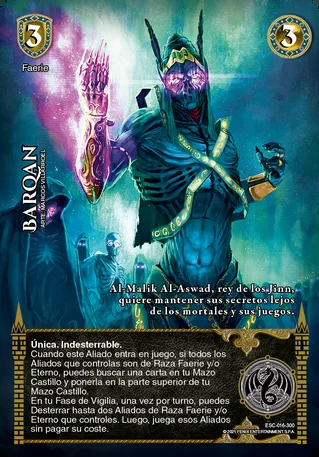 3
3
Faerie
BARQAN
ARTE: MARCOS VILLARROEL
Al-Malik Al-Aswad, rey de los Jinn,
quiere mantener sus secretos lejos
de los mortales y sus juegos.
Única. Indesterrable.
Cuando este Aliado entra en juego, si todos los
Aliados que controlas son de Raza Faerie y/o
Eterno, puedes buscar una carta en tu Mazo
Castillo y ponerla en la parte superior de tu
Mazo Castillo.
En tu Fase de Vigilia, una vez por turno, puedes
Desterrar hasta dos Aliados de Raza Faerie y/o
Eterno que controles. Luego, juega esos Aliados
sin pagar su coste.
ESC-016-300
© 2021 FENIX ENTERTAINMENT S.P.A.